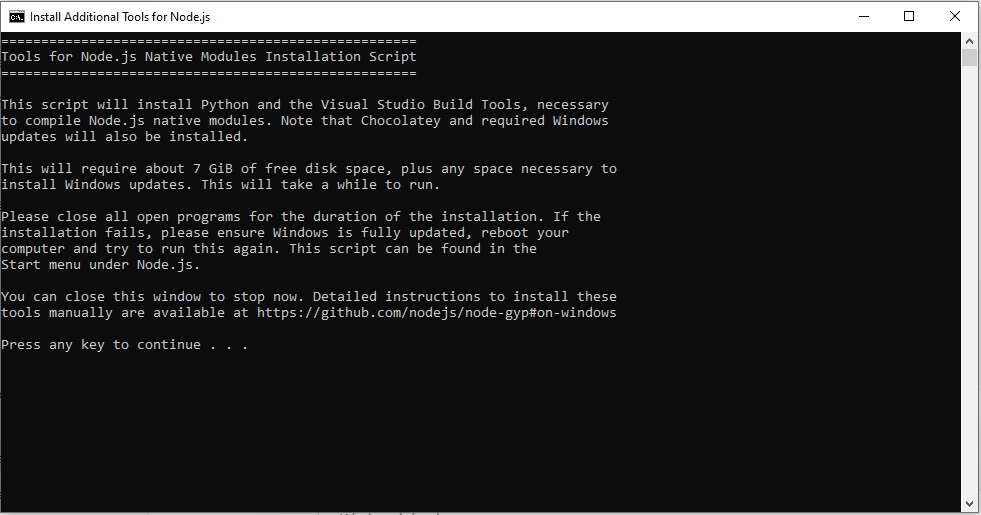 Install Additional Tools for Node.js
====================================================
Tools for Node.js Native Modules Installation Script
====================================================
This script will install Python and the Visual Studio Build Tools, necessary
to compile Node.js native modules. Note that Chocolatey and required Windows
updates will also be installed.
This will require about 7 GiB of free disk space, plus any space necessary to
install Windows updates. This will take a while to run.
Please close all open programs for the duration of the installation. If the
installation fails, please ensure Windows is fully updated, reboot your
computer and try to run this again. This script can be found in the
Start menu under Node.js.
You can close this window to stop now. Detailed instructions to install these
tools manually are available at https://github.com/nodejs/node-gyp#on-windows
Press any key to continue . . .